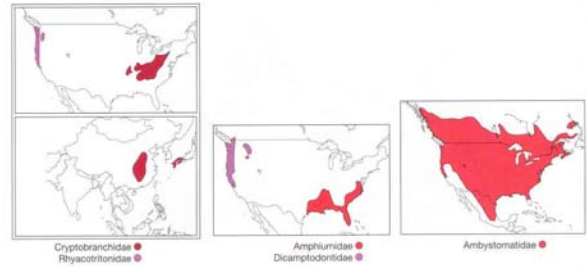 Cryptobranchidae
Rhyacotritonidae
Amphiumidae
Dicamptodontidae
Ambystomatidae